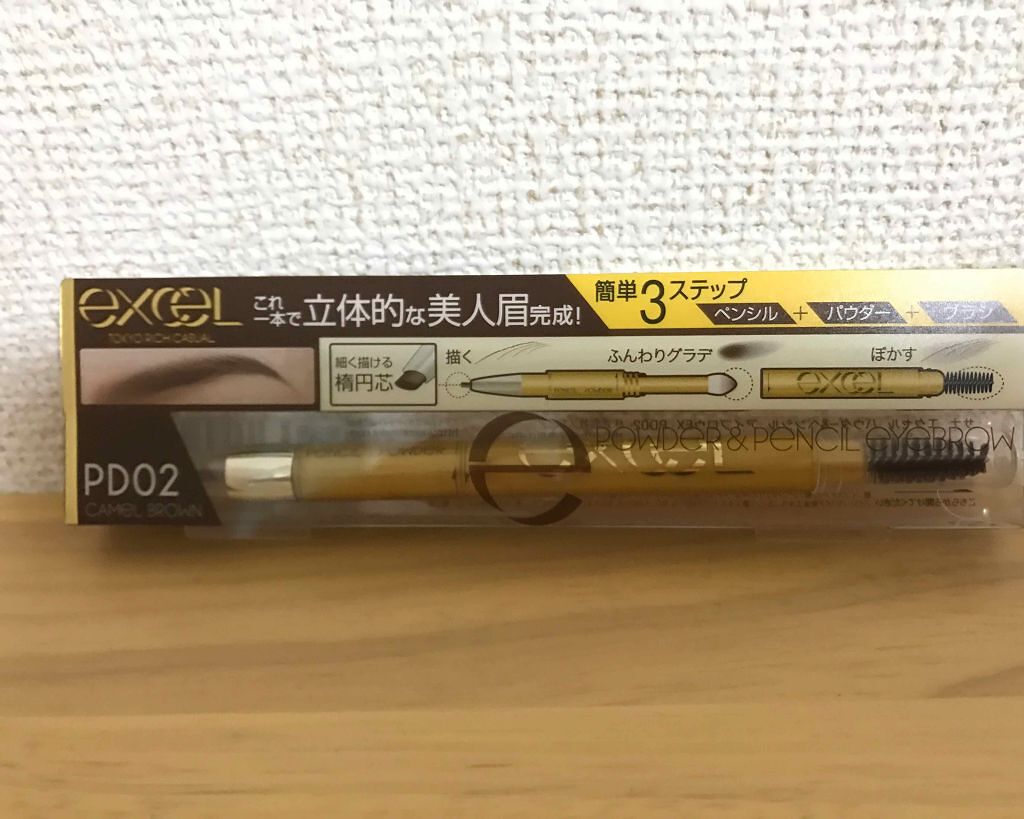 excel
TOKYO RICH CASUAL
これ一本で立体的な美人眉完成!
簡単3ステップ
ペンシル + パウダー + ブラシ
細く描ける
楕円芯
描く
ふんわりグラデ
ぼかす
excel
PD02
CAMEL BROWN
e
POWDER & PENCIL EYEBROW
excel